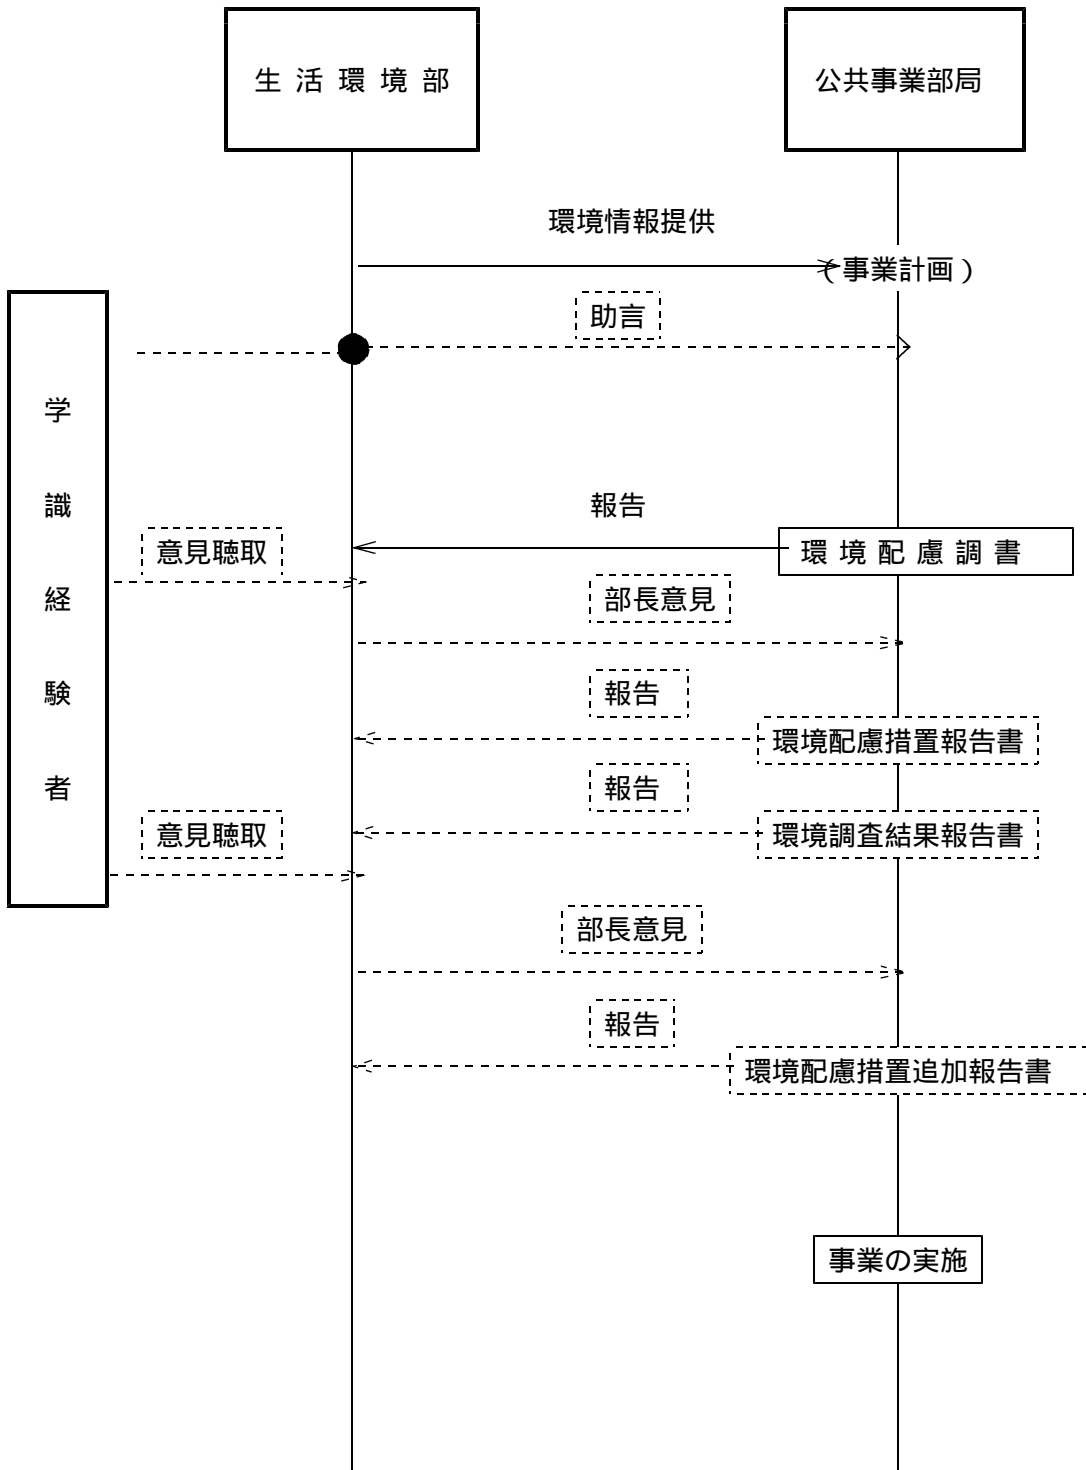 生活環境部
公共事業部局
環境情報提供
（事業計画）
助言
学識経験者
報告
環境配慮調書
意見聴取
部長意見
報告
環境配慮措置報告書
報告
環境調査結果報告書
意見聴取
部長意見
報告
環境配慮措置追加報告書
事業の実施